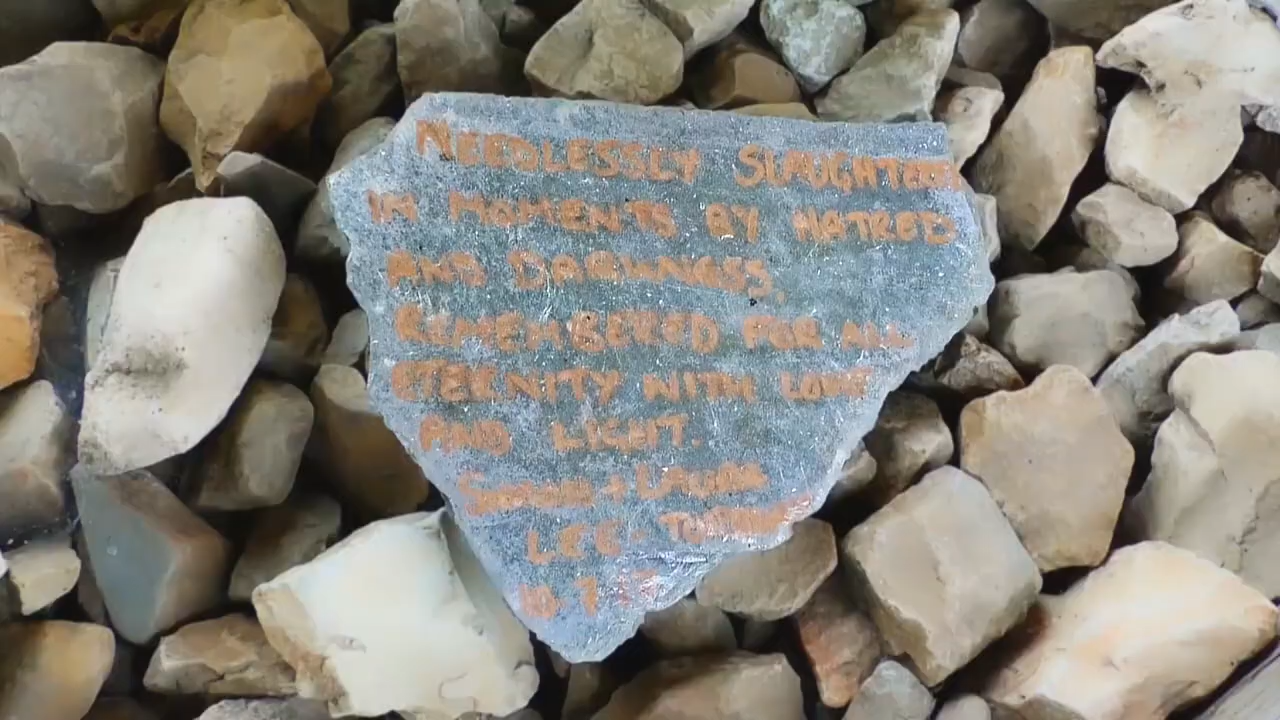 NEEDLESSLY SLAUGHTERED
IN MOMENTS BY HATRED
AND DARKNESS,
REMEMBERED FOR ALL
ETERNITY WITH LOVE
AND LIGHT.
LEE-